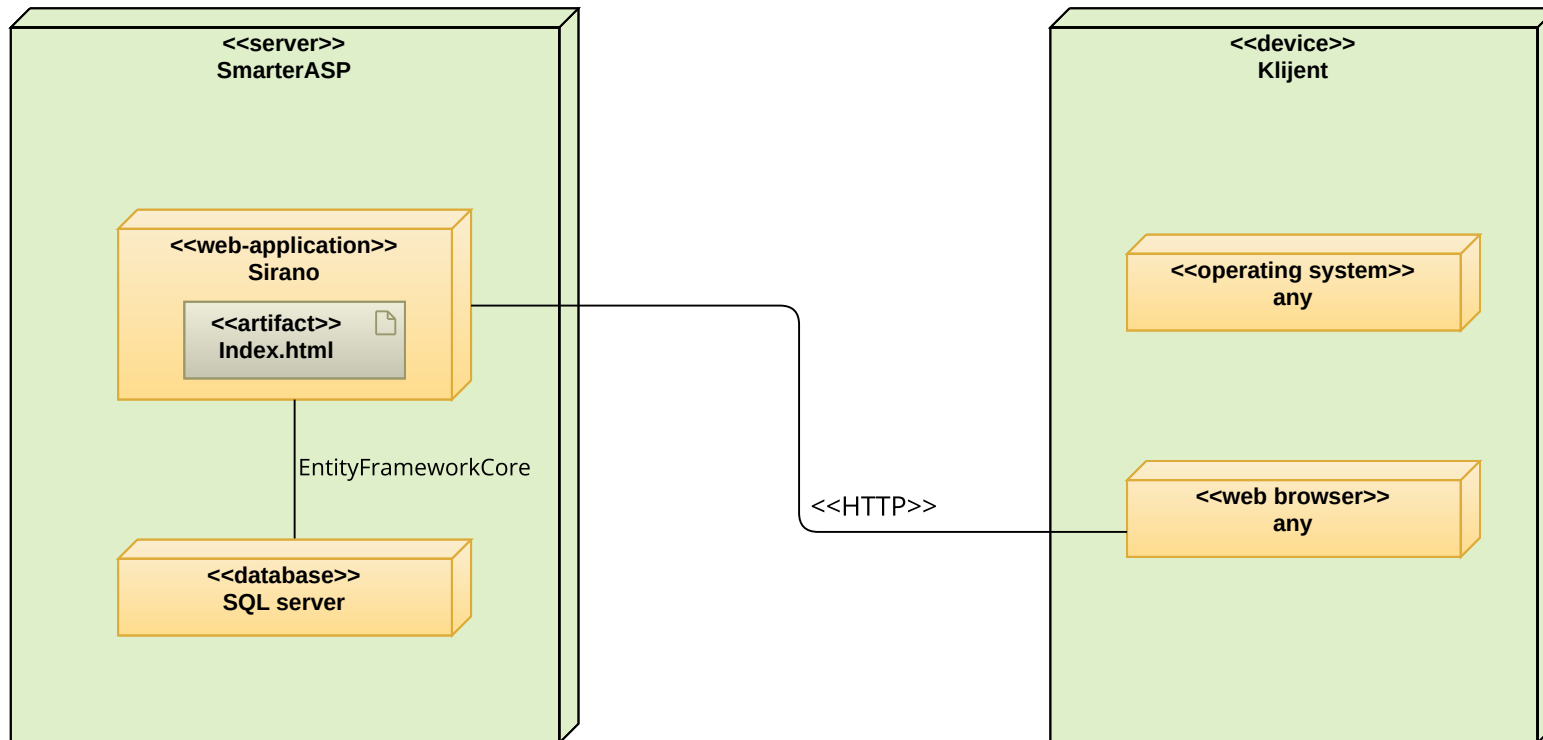 <<server>>
SmarterASP
<<web-application>>
Sirano
<<artifact>>
Index.html
EntityFrameworkCore
<<database>>
SQL server
<<HTTP>>
<<device>>
Klijent
<<operating system>>
any
<<web browser>>
any